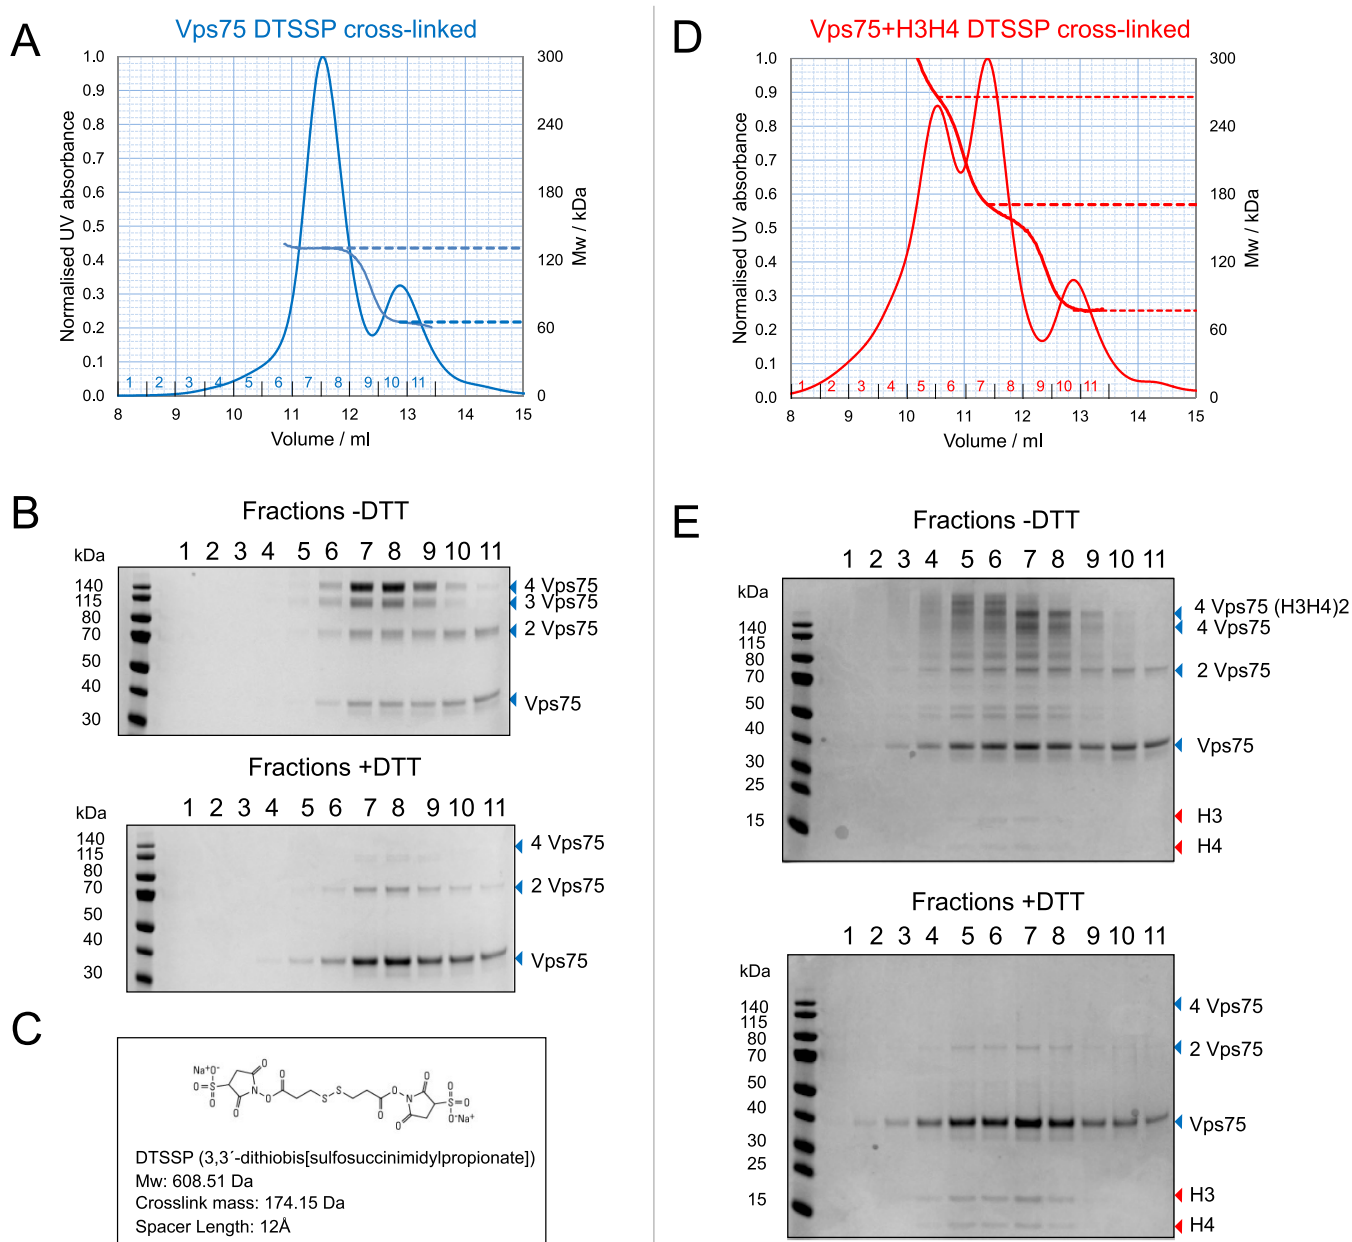 A
Vps75 DTSSP cross-linked
Normalised UV absorbance
1.0
0.9
0.8
0.7
0.6
0.5
0.4
0.3
0.2
0.1
0.0
300
240
180
120
60
0
Mw / kDa
1 2 3 4 5 6 7 8 9 10 11
8 9 10 11 12 13 14 15
Volume / ml
B
Fractions -DTT
kDa
1 2 3 4 5 6 7 8 9 10 11
140
115
80
70
50
40
30
4 Vps75
3 Vps75
2 Vps75
Vps75
Fractions +DTT
kDa
1 2 3 4 5 6 7 8 9 10 11
140
115
80
70
50
40
30
4 Vps75
2 Vps75
Vps75
C
Na⁺O⁻
O=S=O
O
O
N
O
O
S-S
O
O
N
O
O
O=S=O
O⁻Na⁺
DTSSP (3,3´-dithiobis[sulfosuccinimidylpropionate])
Mw: 608.51 Da
Crosslink mass: 174.15 Da
Spacer Length: 12Å
D
Vps75+H3H4 DTSSP cross-linked
Normalised UV absorbance
1.0
0.9
0.8
0.7
0.6
0.5
0.4
0.3
0.2
0.1
0.0
300
240
180
120
60
0
Mw / kDa
1 2 3 4 5 6 7 8 9 10 11
8 9 10 11 12 13 14 15
Volume / ml
E
Fractions -DTT
1 2 3 4 5 6 7 8 9 10 11
kDa
140
115
80
70
50
40
30
25
15
4 Vps75 (H3H4)2
4 Vps75
2 Vps75
Vps75
H3
H4
Fractions +DTT
1 2 3 4 5 6 7 8 9 10 11
kDa
140
115
80
70
50
40
30
25
15
4 Vps75
2 Vps75
Vps75
H3
H4